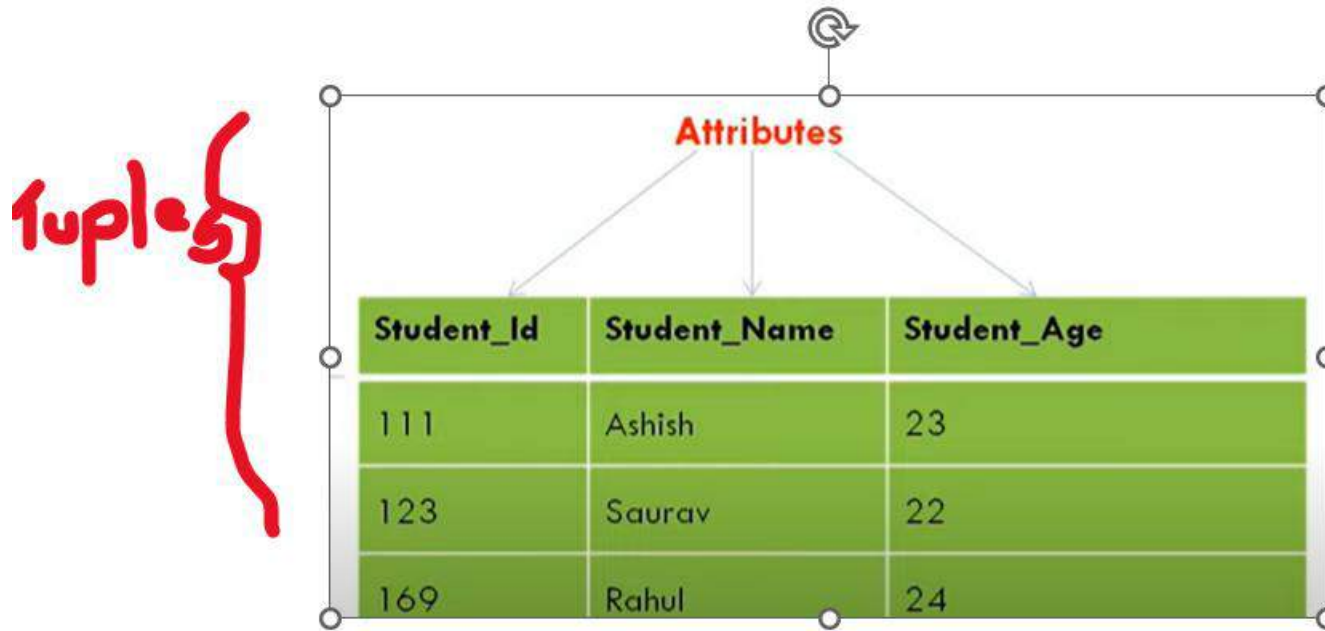 Attributes
Tuples
Student_Id Student_Name Student_Age
111 Ashish 23
123 Saurav 22
169 Rahul 24